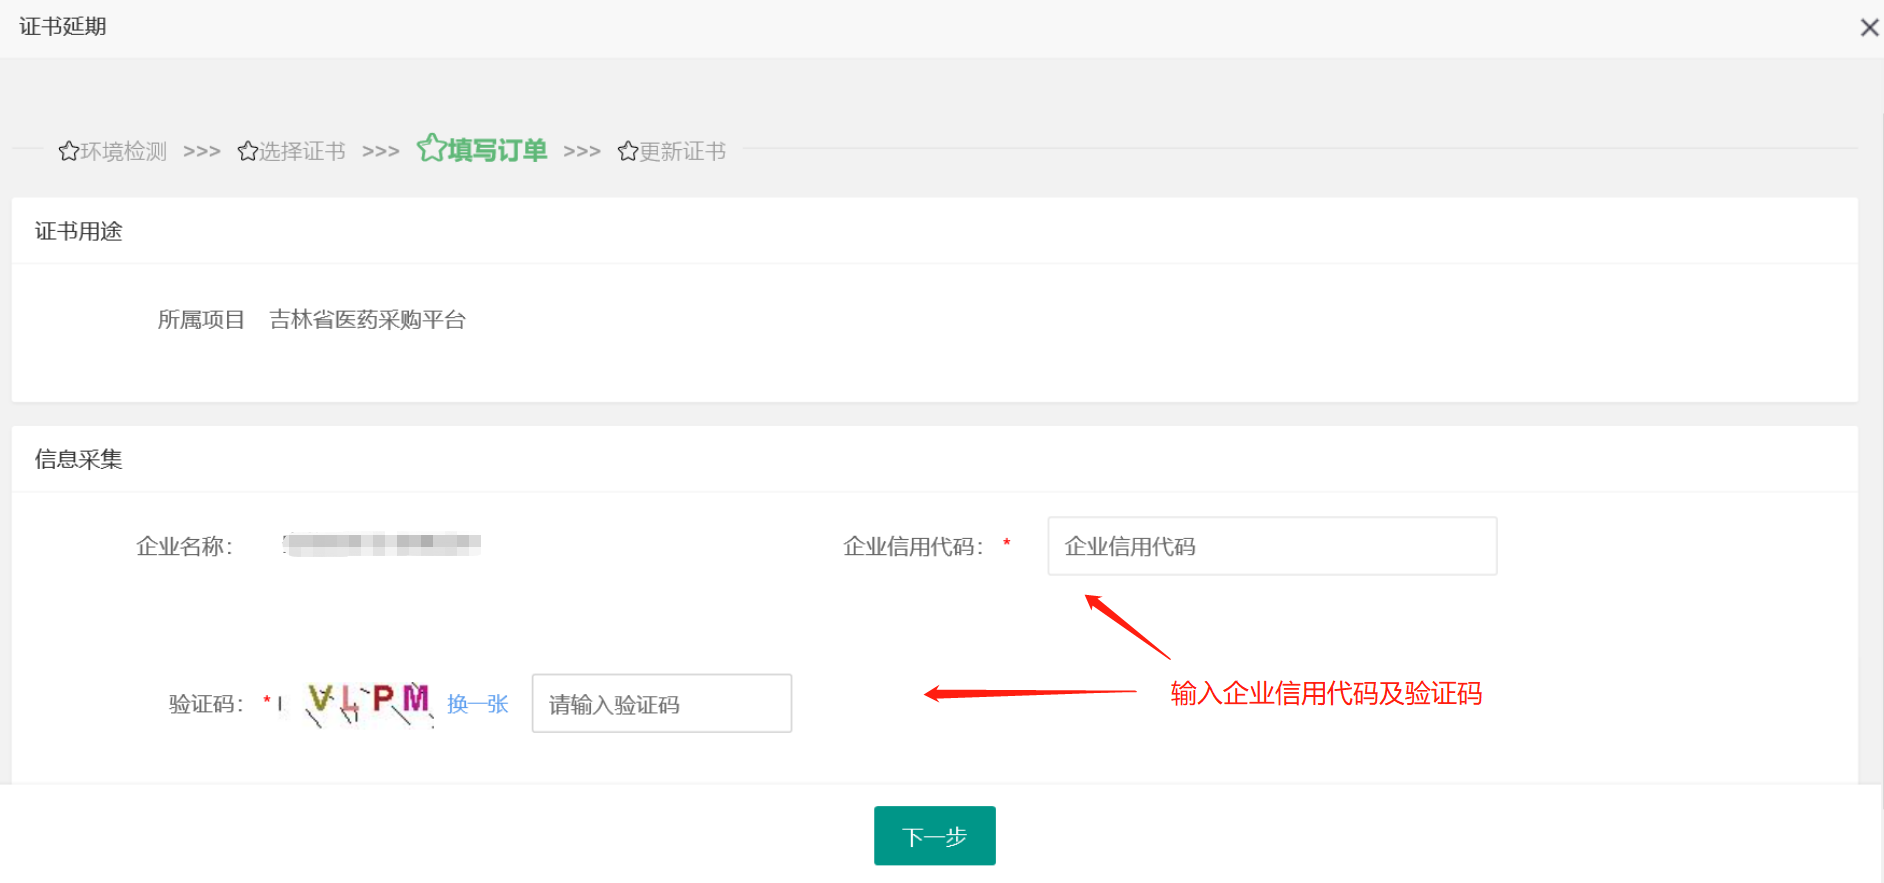 证书延期
环境检测 >>> 选择证书 >>> 填写订单 >>> 更新证书
证书用途
所属项目 吉林省医药采购平台
信息采集
企业名称：
企业信用代码： * 企业信用代码
验证码： * VLPM 换一张 请输入验证码
输入企业信用代码及验证码
下一步